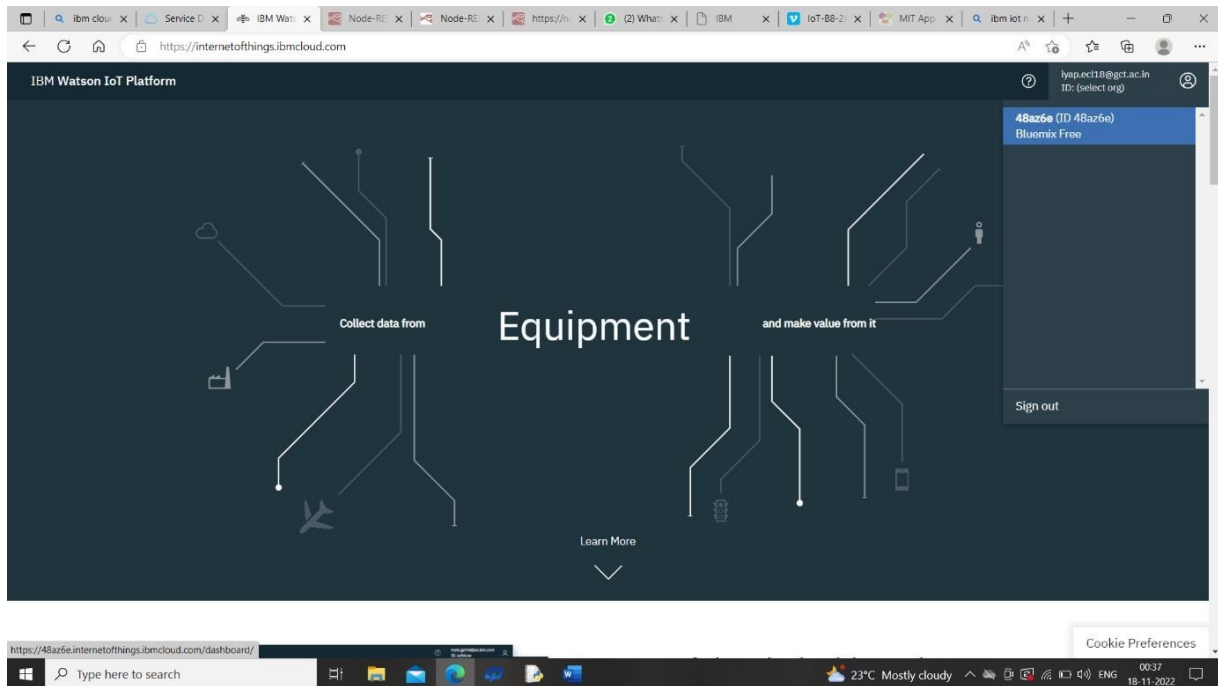 ibm clou
Service D
IBM Wats
Node-RE
Node-RE
https://n
(2) What
IBM
IoT-B8-2
MIT App
ibm iot n
https://internetofthings.ibmcloud.com
IBM Watson IoT Platform
lyap.ecl18@gct.ac.in
ID: (select org)
48az6e (ID 48az6e)
Bluemix Free
Sign out
Collect data from
Equipment
and make value from it
Learn More
Cookie Preferences
https://48az6e.internetofthings.ibmcloud.com/dashboard/
Type here to search
23°C Mostly cloudy
ENG
00:37
18-11-2022